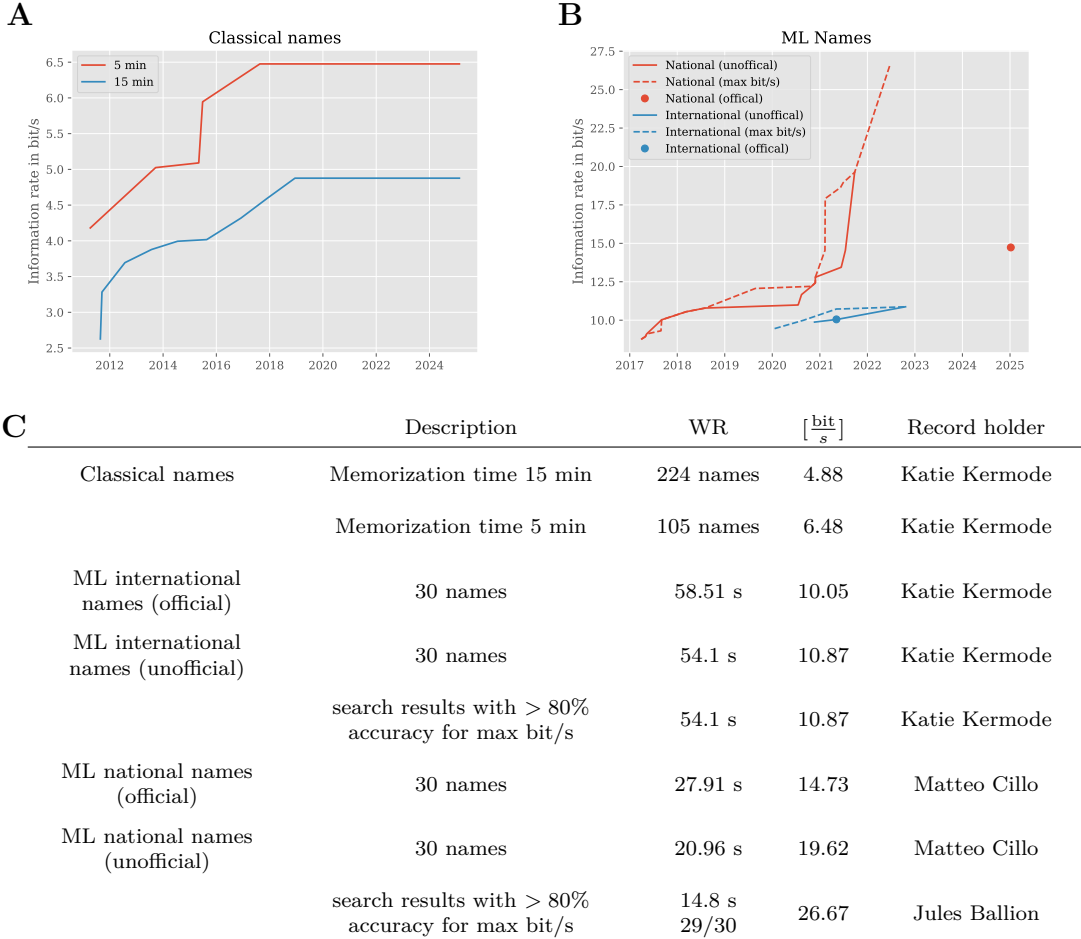 A
Classical names
5 min
15 min
Information rate in bit/s
6.5
6.0
5.5
5.0
4.5
4.0
3.5
3.0
2.5
2012 2014 2016 2018 2020 2022 2024
B
ML Names
National (unoffical)
National (max bit/s)
National (offical)
International (unoffical)
International (max bit/s)
International (offical)
Information rate in bit/s
27.5
25.0
22.5
20.0
17.5
15.0
12.5
10.0
2017 2018 2019 2020 2021 2022 2023 2024 2025
C
Description WR [bit/s] Record holder
Classical names Memorization time 15 min 224 names 4.88 Katie Kermode
Memorization time 5 min 105 names 6.48 Katie Kermode
ML international
names (official) 30 names 58.51 s 10.05 Katie Kermode
ML international
names (unofficial) 30 names 54.1 s 10.87 Katie Kermode
search results with > 80%
accuracy for max bit/s 54.1 s 10.87 Katie Kermode
ML national names
(official) 30 names 27.91 s 14.73 Matteo Cillo
ML national names
(unofficial) 30 names 20.96 s 19.62 Matteo Cillo
search results with > 80% 14.8 s
accuracy for max bit/s 29/30 26.67 Jules Ballion